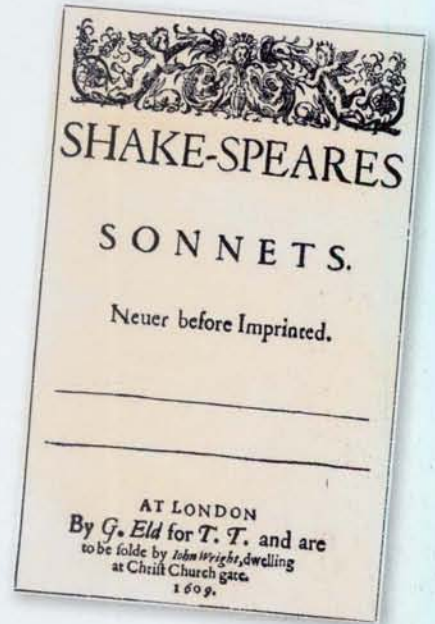 SHAKE-SPEARES
SONNETS.
Neuer before Imprinted.
AT LONDON
By G. Eld for T. T. and are
to be ſolde by Iohn Wright, dwelling
at Chriſt Church gate.
1609.